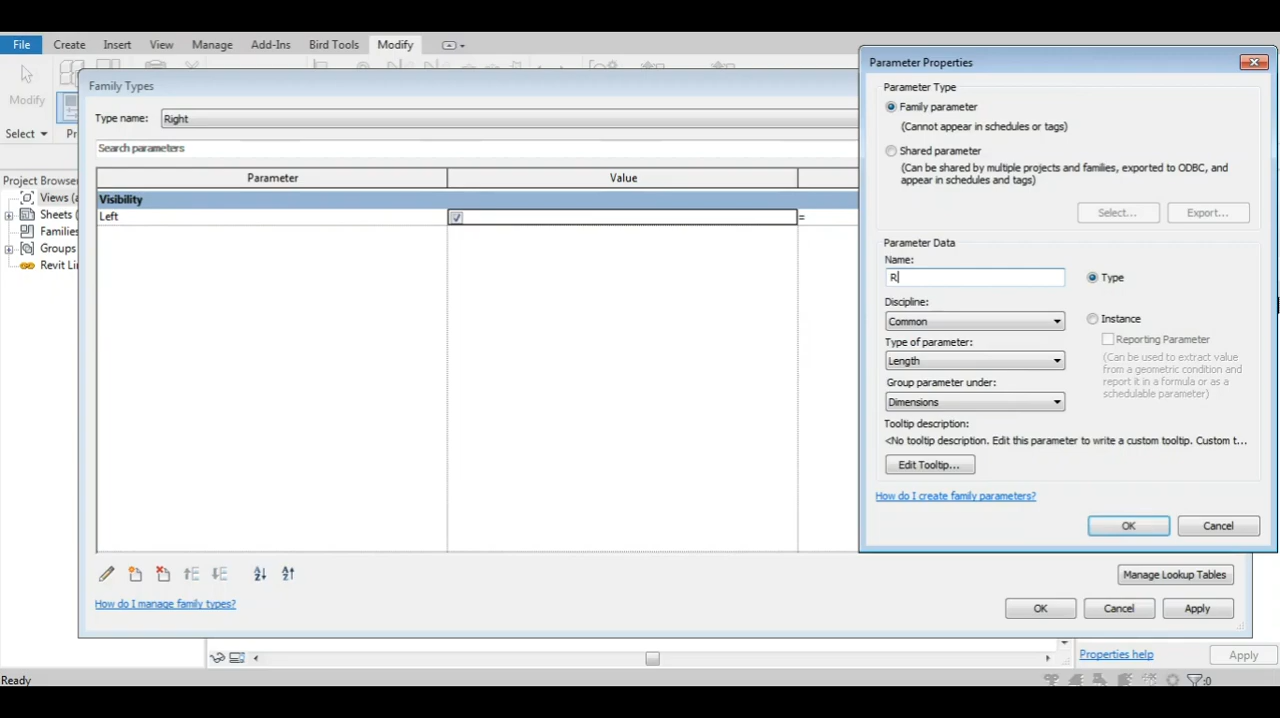 File Create Insert View Manage Add-Ins Bird Tools Modify
Modify
Select
Project Browser
Views (a
Sheets (
Families
Groups
Revit Li
Family Types
Type name: Right
Search parameters
Parameter Value
Visibility
Left =
How do I manage family types?
Manage Lookup Tables
OK Cancel Apply
Parameter Properties
Parameter Type
Family parameter
(Cannot appear in schedules or tags)
Shared parameter
(Can be shared by multiple projects and families, exported to ODBC, and
appear in schedules and tags)
Select... Export...
Parameter Data
Name:
R
Type
Discipline:
Common
Instance
Type of parameter:
Reporting Parameter
Length
(Can be used to extract value
from a geometric condition and
report it in a formula or as a
schedulable parameter)
Group parameter under:
Dimensions
Tooltip description:
<No tooltip description. Edit this parameter to write a custom tooltip. Custom t...
Edit Tooltip...
How do I create family parameters?
OK Cancel
Properties help Apply
Ready :0